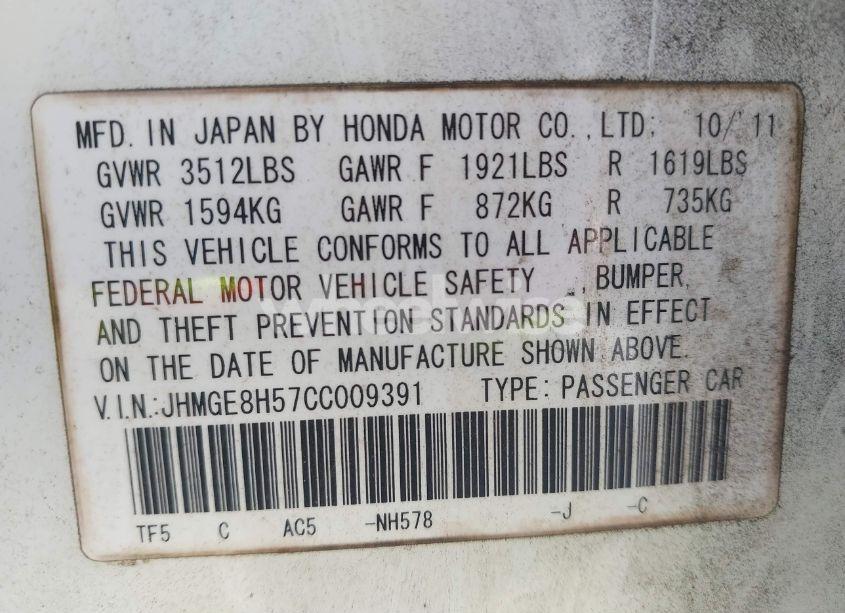 MFD. IN JAPAN BY HONDA MOTOR CO., LTD. 10/'11
GVWR 3512LBS GAWR F 1921LBS R 1619LBS
GVWR 1594KG GAWR F 872KG R 735KG
THIS VEHICLE CONFORMS TO ALL APPLICABLE
FEDERAL MOTOR VEHICLE SAFETY , BUMPER,
AND THEFT PREVENTION STANDARDS IN EFFECT
ON THE DATE OF MANUFACTURE SHOWN ABOVE.
V.I.N.:JHMGE8H57CC009391 TYPE: PASSENGER CAR
TF5 C AC5 -NH578 -J -C